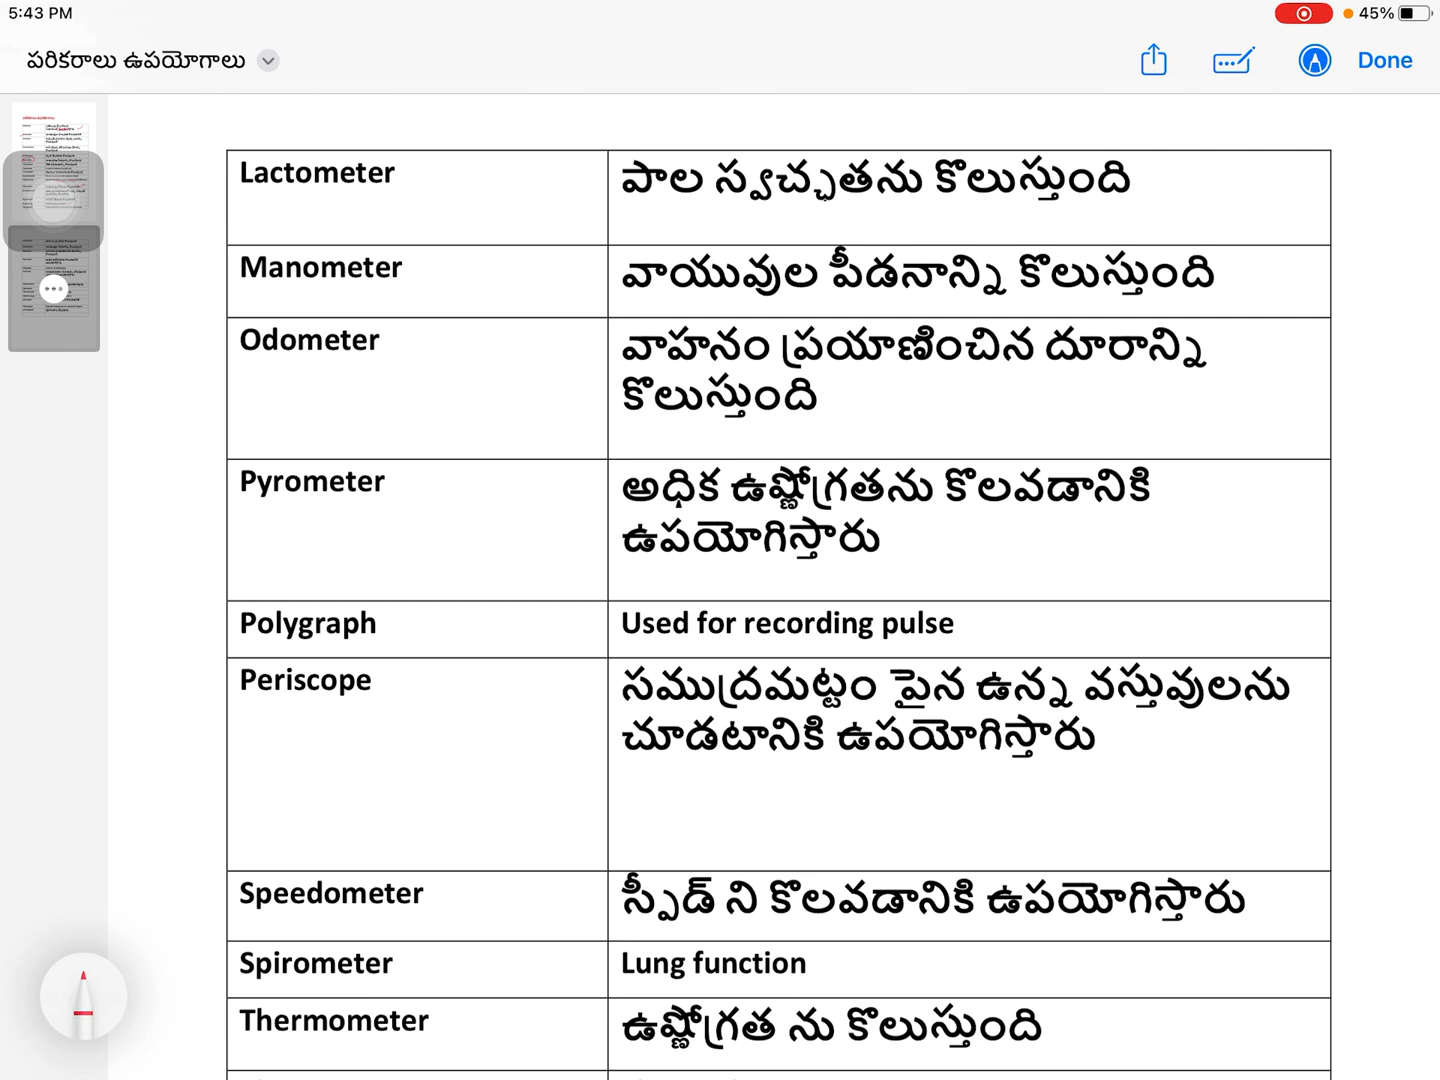 5:43 PM
45%
పరికరాలు ఉపయోగాలు
Done
Lactometer
పాల స్వచ్ఛతను కొలుస్తుంది
Manometer
వాయువుల పీడనాన్ని కొలుస్తుంది
Odometer
వాహనం ప్రయాణించిన దూరాన్ని
కొలుస్తుంది
Pyrometer
అధిక ఉష్ణోగ్రతను కొలవడానికి
ఉపయోగిస్తారు
Polygraph
Used for recording pulse
Periscope
సముద్రమట్టం పైన ఉన్న వస్తువులను
చూడటానికి ఉపయోగిస్తారు
Speedometer
స్పీడ్ ని కొలవడానికి ఉపయోగిస్తారు
Spirometer
Lung function
Thermometer
ఉష్ణోగ్రత ను కొలుస్తుంది